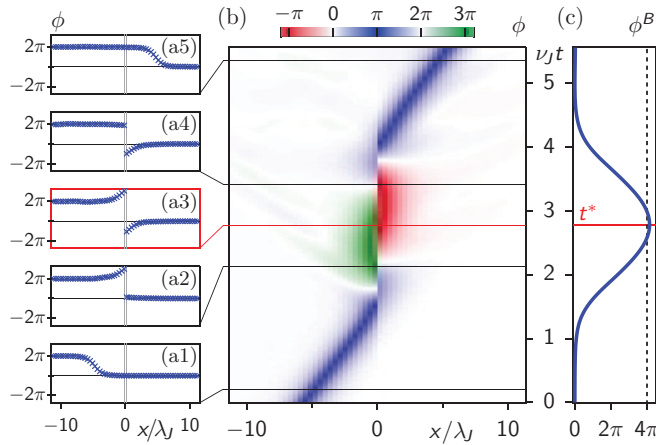 ϕ (b) −π 0 π 3π ϕ (c) ϕᴮ
2π (a5) νJt
−2π 5
2π (a4) 4
−2π
2π (a3) 3 t*
−2π
2π (a2) 2
−2π
2π (a1) 1
−2π 0
−10 0 10 −10 0 10 0 2π 4π
x/λJ x/λJ